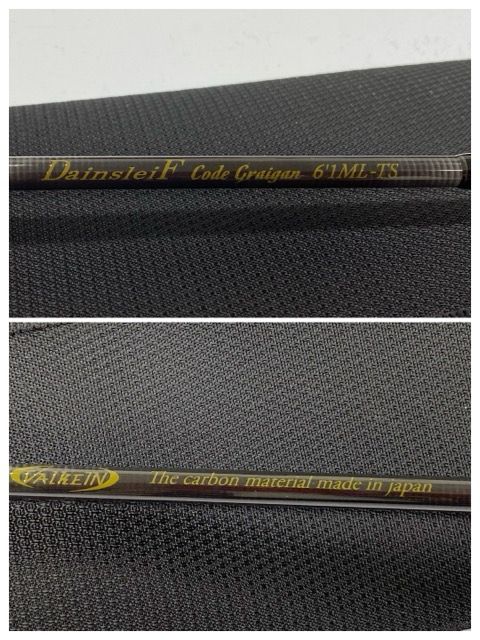 DainsleiF Code Graigan 6'1ML-TS
VALKEIN The carbon material made in japan